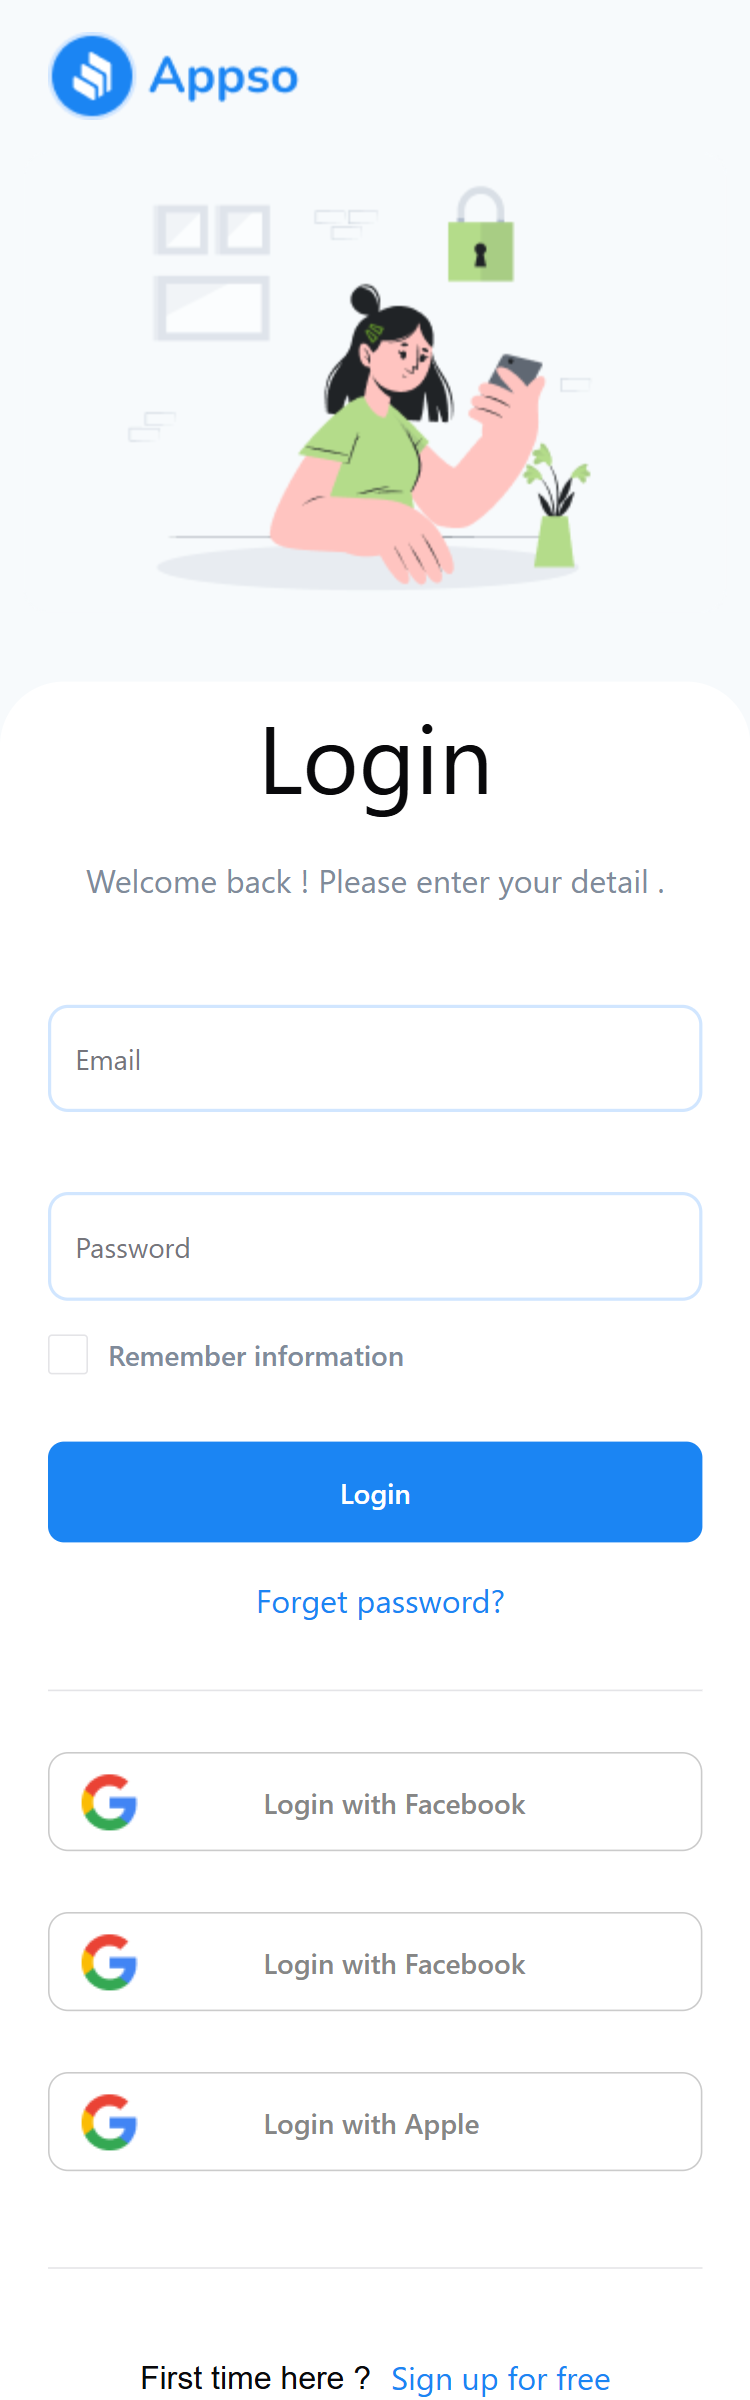 Appso
Login
Welcome back ! Please enter your detail .
Email
Password
Remember information
Login
Forget password?
Login with Facebook
Login with Facebook
Login with Apple
First time here ? Sign up for free